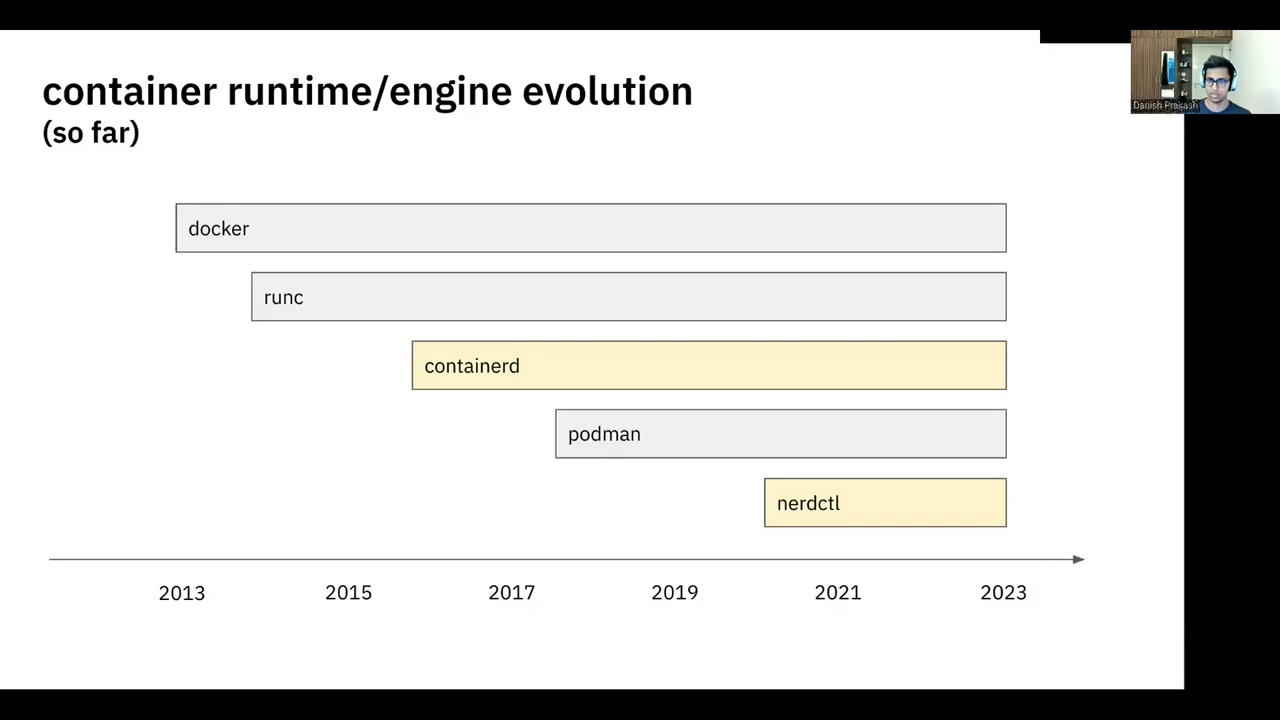 container runtime/engine evolution
(so far)
Danish Prakash
docker
runc
containerd
podman
nerdctl
2013 2015 2017 2019 2021 2023